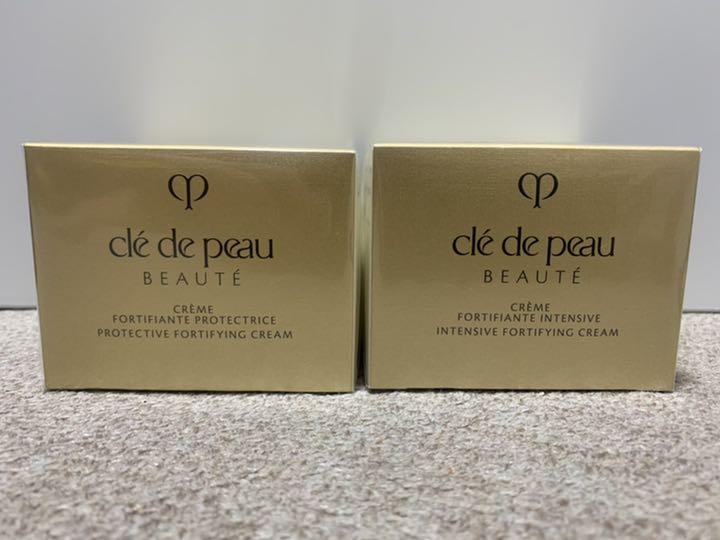 clé de peau
BEAUTÉ
CRÈME
FORTIFIANTE PROTECTRICE
PROTECTIVE FORTIFYING CREAM
clé de peau
BEAUTÉ
CRÈME
FORTIFIANTE INTENSIVE
INTENSIVE FORTIFYING CREAM